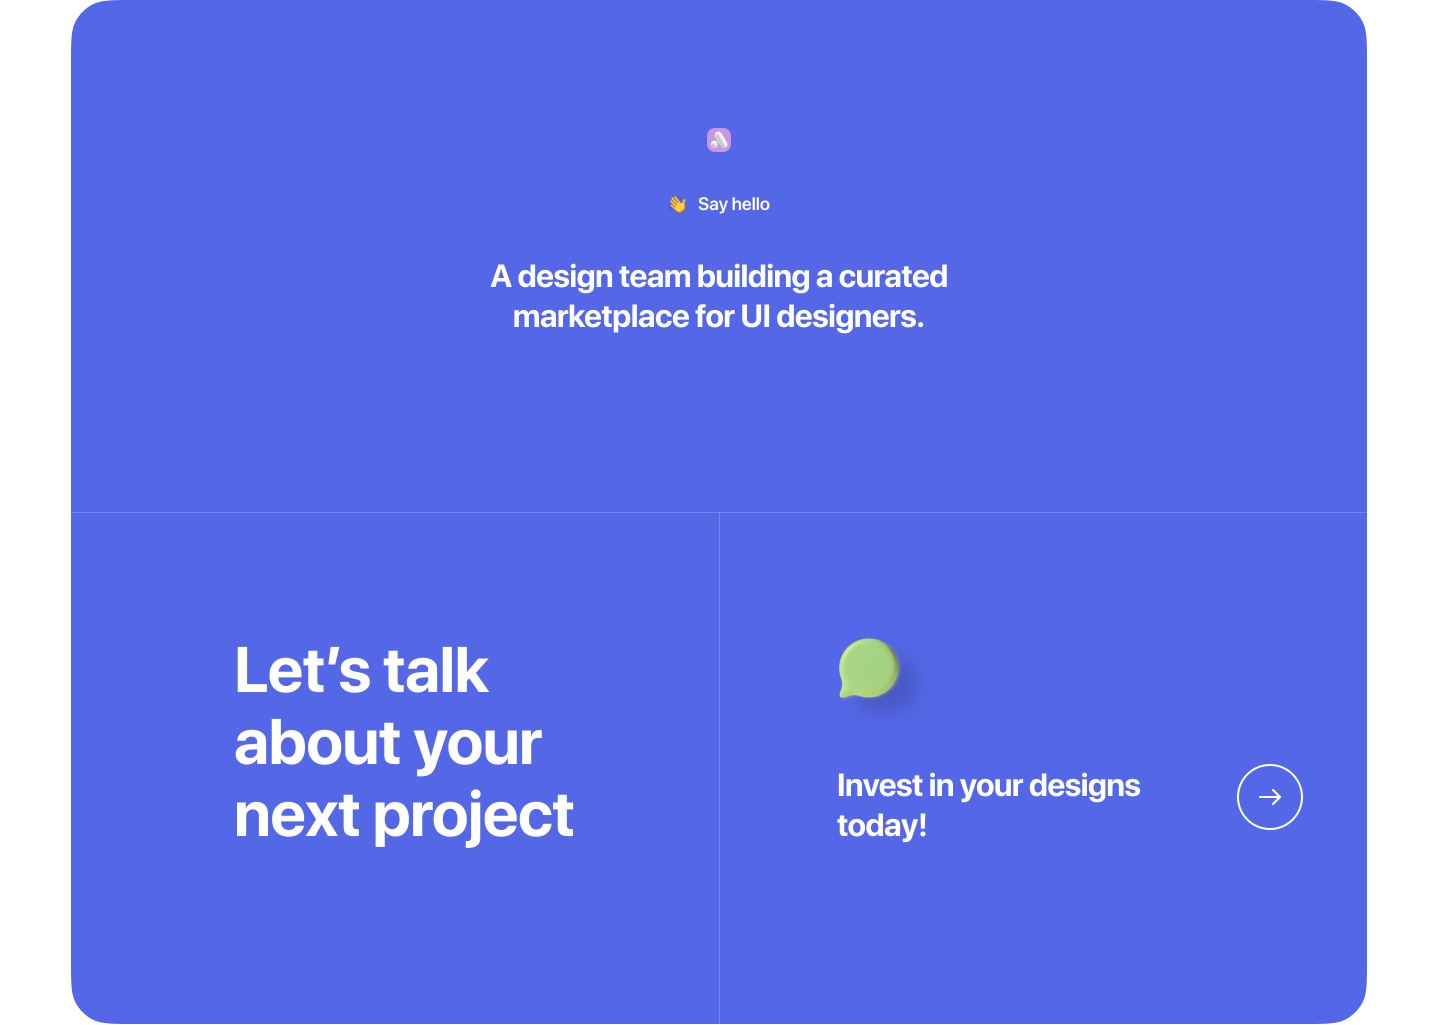 👋 Say hello
A design team building a curated
marketplace for UI designers.
Let’s talk
about your
next project
Invest in your designs
today!